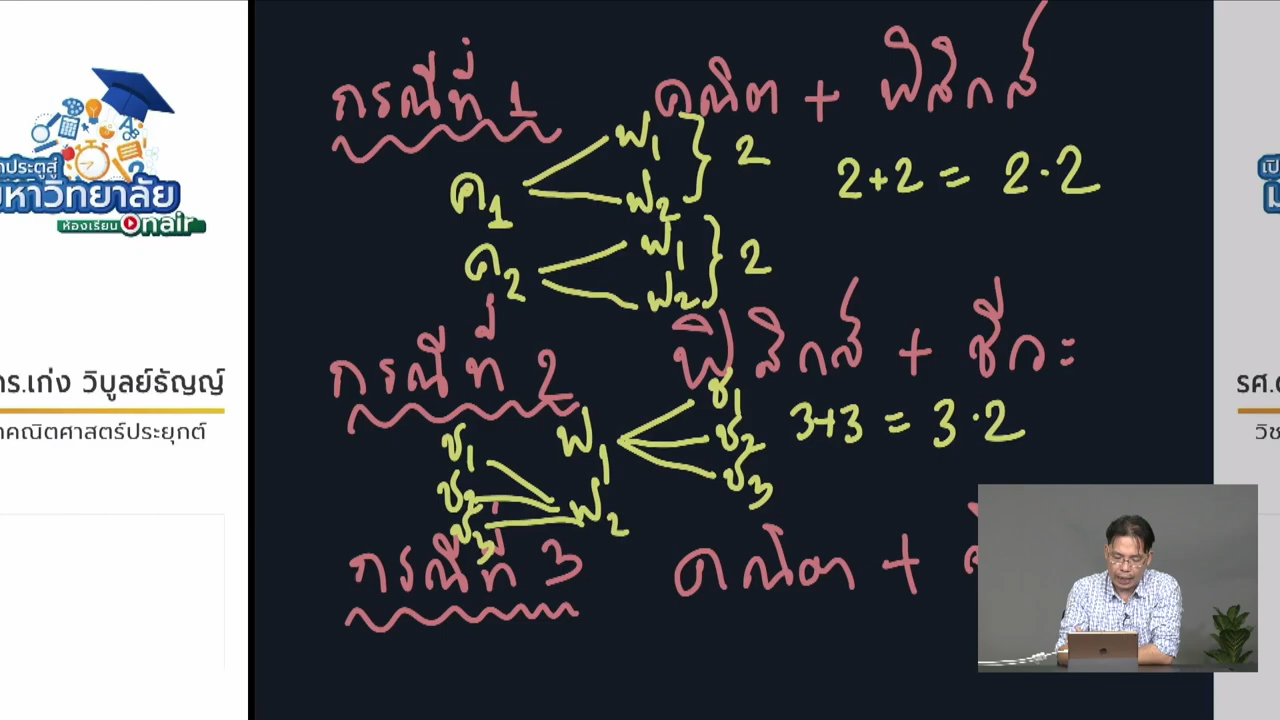 กรณีที่ 1 คณิต + ฟิสิกส์
ค1 ฟ1 ฟ2 } 2 2+2 = 2·2
ค2 ฟ1 ฟ2 } 2
กรณีที่ 2 ฟิสิกส์ + ชีวะ
ช1 ช2 ช3 ฟ2
ฟ1 ช1 ช2 ช3 3+3 = 3·2
กรณีที่ 3 คณิต + 
ประตูสู่
มหาวิทยาลัย
ห้องเรียน Onair
ดร.เก่ง วิบูลย์ธัญญ์
คณิตศาสตร์ประยุกต์
เปิ
ม
รศ.
วิช